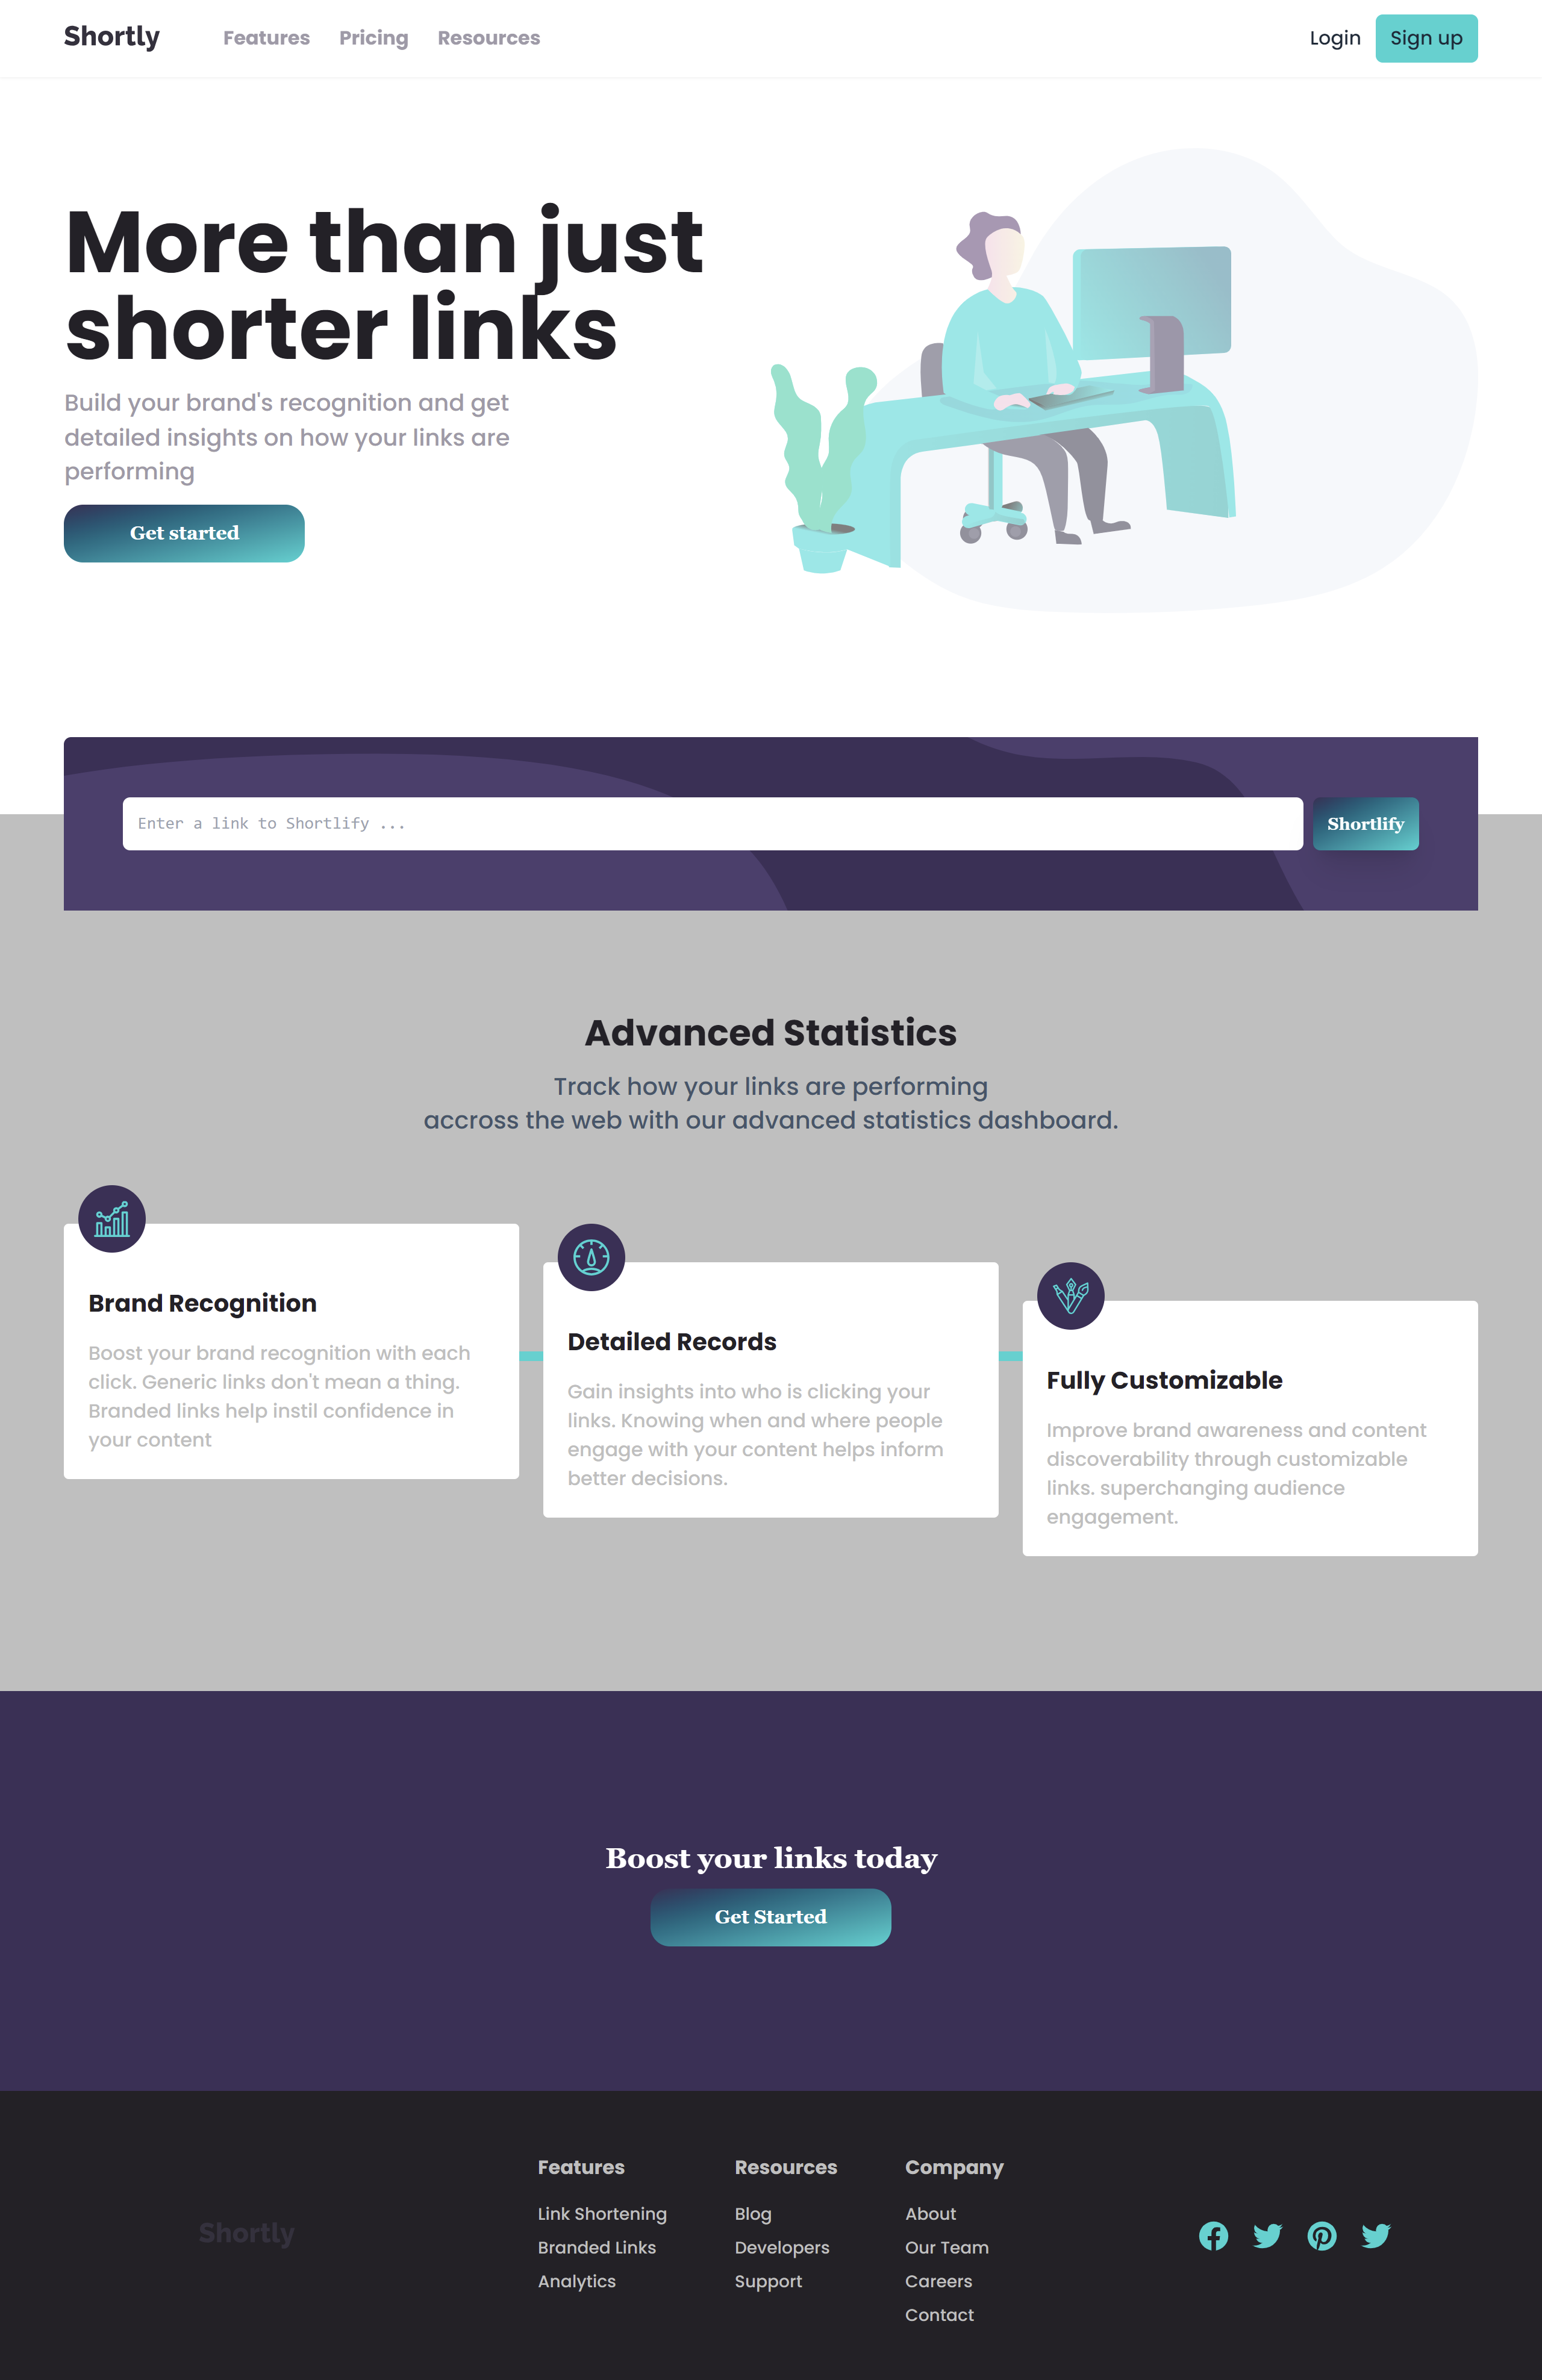 Shortly
Features
Pricing
Resources
Login
Sign up
More than just
shorter links
Build your brand's recognition and get
detailed insights on how your links are
performing
Get started
Enter a link to Shortlify ...
Shortlify
Advanced Statistics
Track how your links are performing
accross the web with our advanced statistics dashboard.
Brand Recognition
Boost your brand recognition with each
click. Generic links don't mean a thing.
Branded links help instil confidence in
your content
Detailed Records
Gain insights into who is clicking your
links. Knowing when and where people
engage with your content helps inform
better decisions.
Fully Customizable
Improve brand awareness and content
discoverability through customizable
links. superchanging audience
engagement.
Boost your links today
Get Started
Shortly
Features
Link Shortening
Branded Links
Analytics
Resources
Blog
Developers
Support
Company
About
Our Team
Careers
Contact